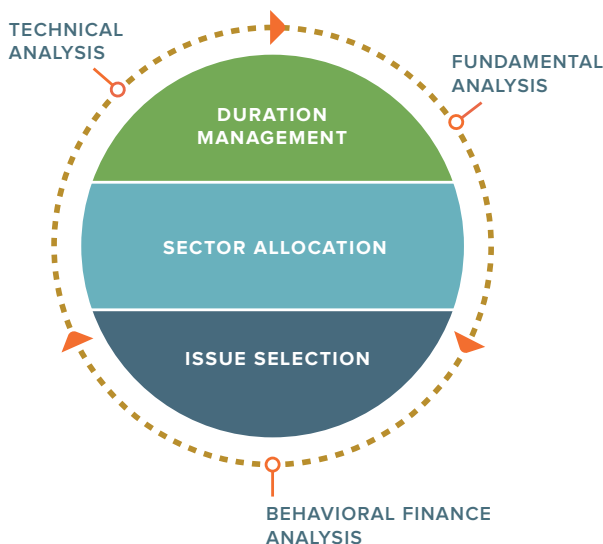 TECHNICAL
ANALYSIS
FUNDAMENTAL
ANALYSIS
DURATION
MANAGEMENT
SECTOR ALLOCATION
ISSUE SELECTION
BEHAVIORAL FINANCE
ANALYSIS